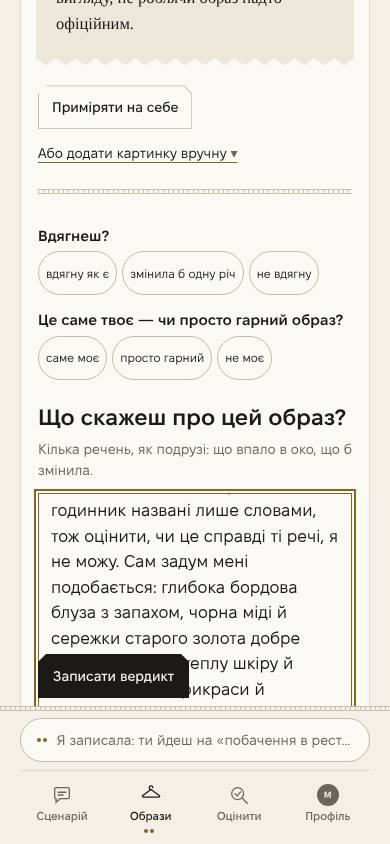 вигляду, не роблячи образ надто
офіційним.
Приміряти на себе
Або додати картинку вручну ▾
Вдягнеш?
вдягну як є
змінила б одну річ
не вдягну
Це саме твоє — чи просто гарний образ?
саме моє
просто гарний
не моє
Що скажеш про цей образ?
Кілька речень, як подрузі: що впало в око, що б
змінила.
годинник названі лише словами,
тож оцінити, чи це справді ті речі, я
не можу. Сам задум мені
подобається: глибока бордова
блуза з запахом, чорна міді й
сережки старого золота добре
теплу шкіру й
Записати вердикт
рикраси й
Я записала: ти йдеш на «побачення в рест...
Сценарій
Образи
Оцінити
М
Профіль